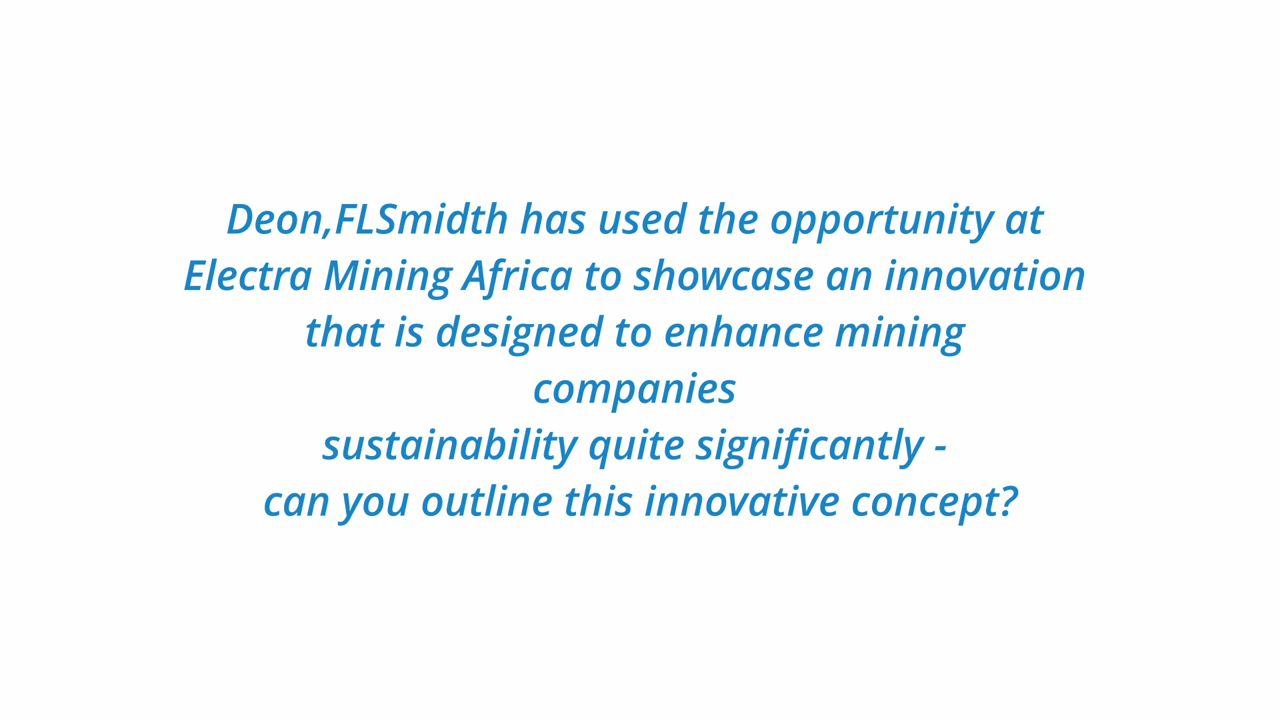 Deon,FLSmidth has used the opportunity at
Electra Mining Africa to showcase an innovation
that is designed to enhance mining
companies
sustainability quite significantly -
can you outline this innovative concept?